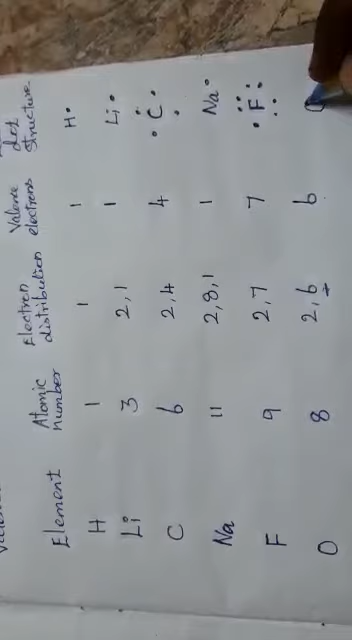 Element Atomic number Electron distribution Valence electrons dot structure
H 1 1 1 H
Li 3 2,1 1 Li
C 6 2,4 4 C
Na 11 2,8,1 1 Na
F 9 2,7 7 F
O 8 2,6 6